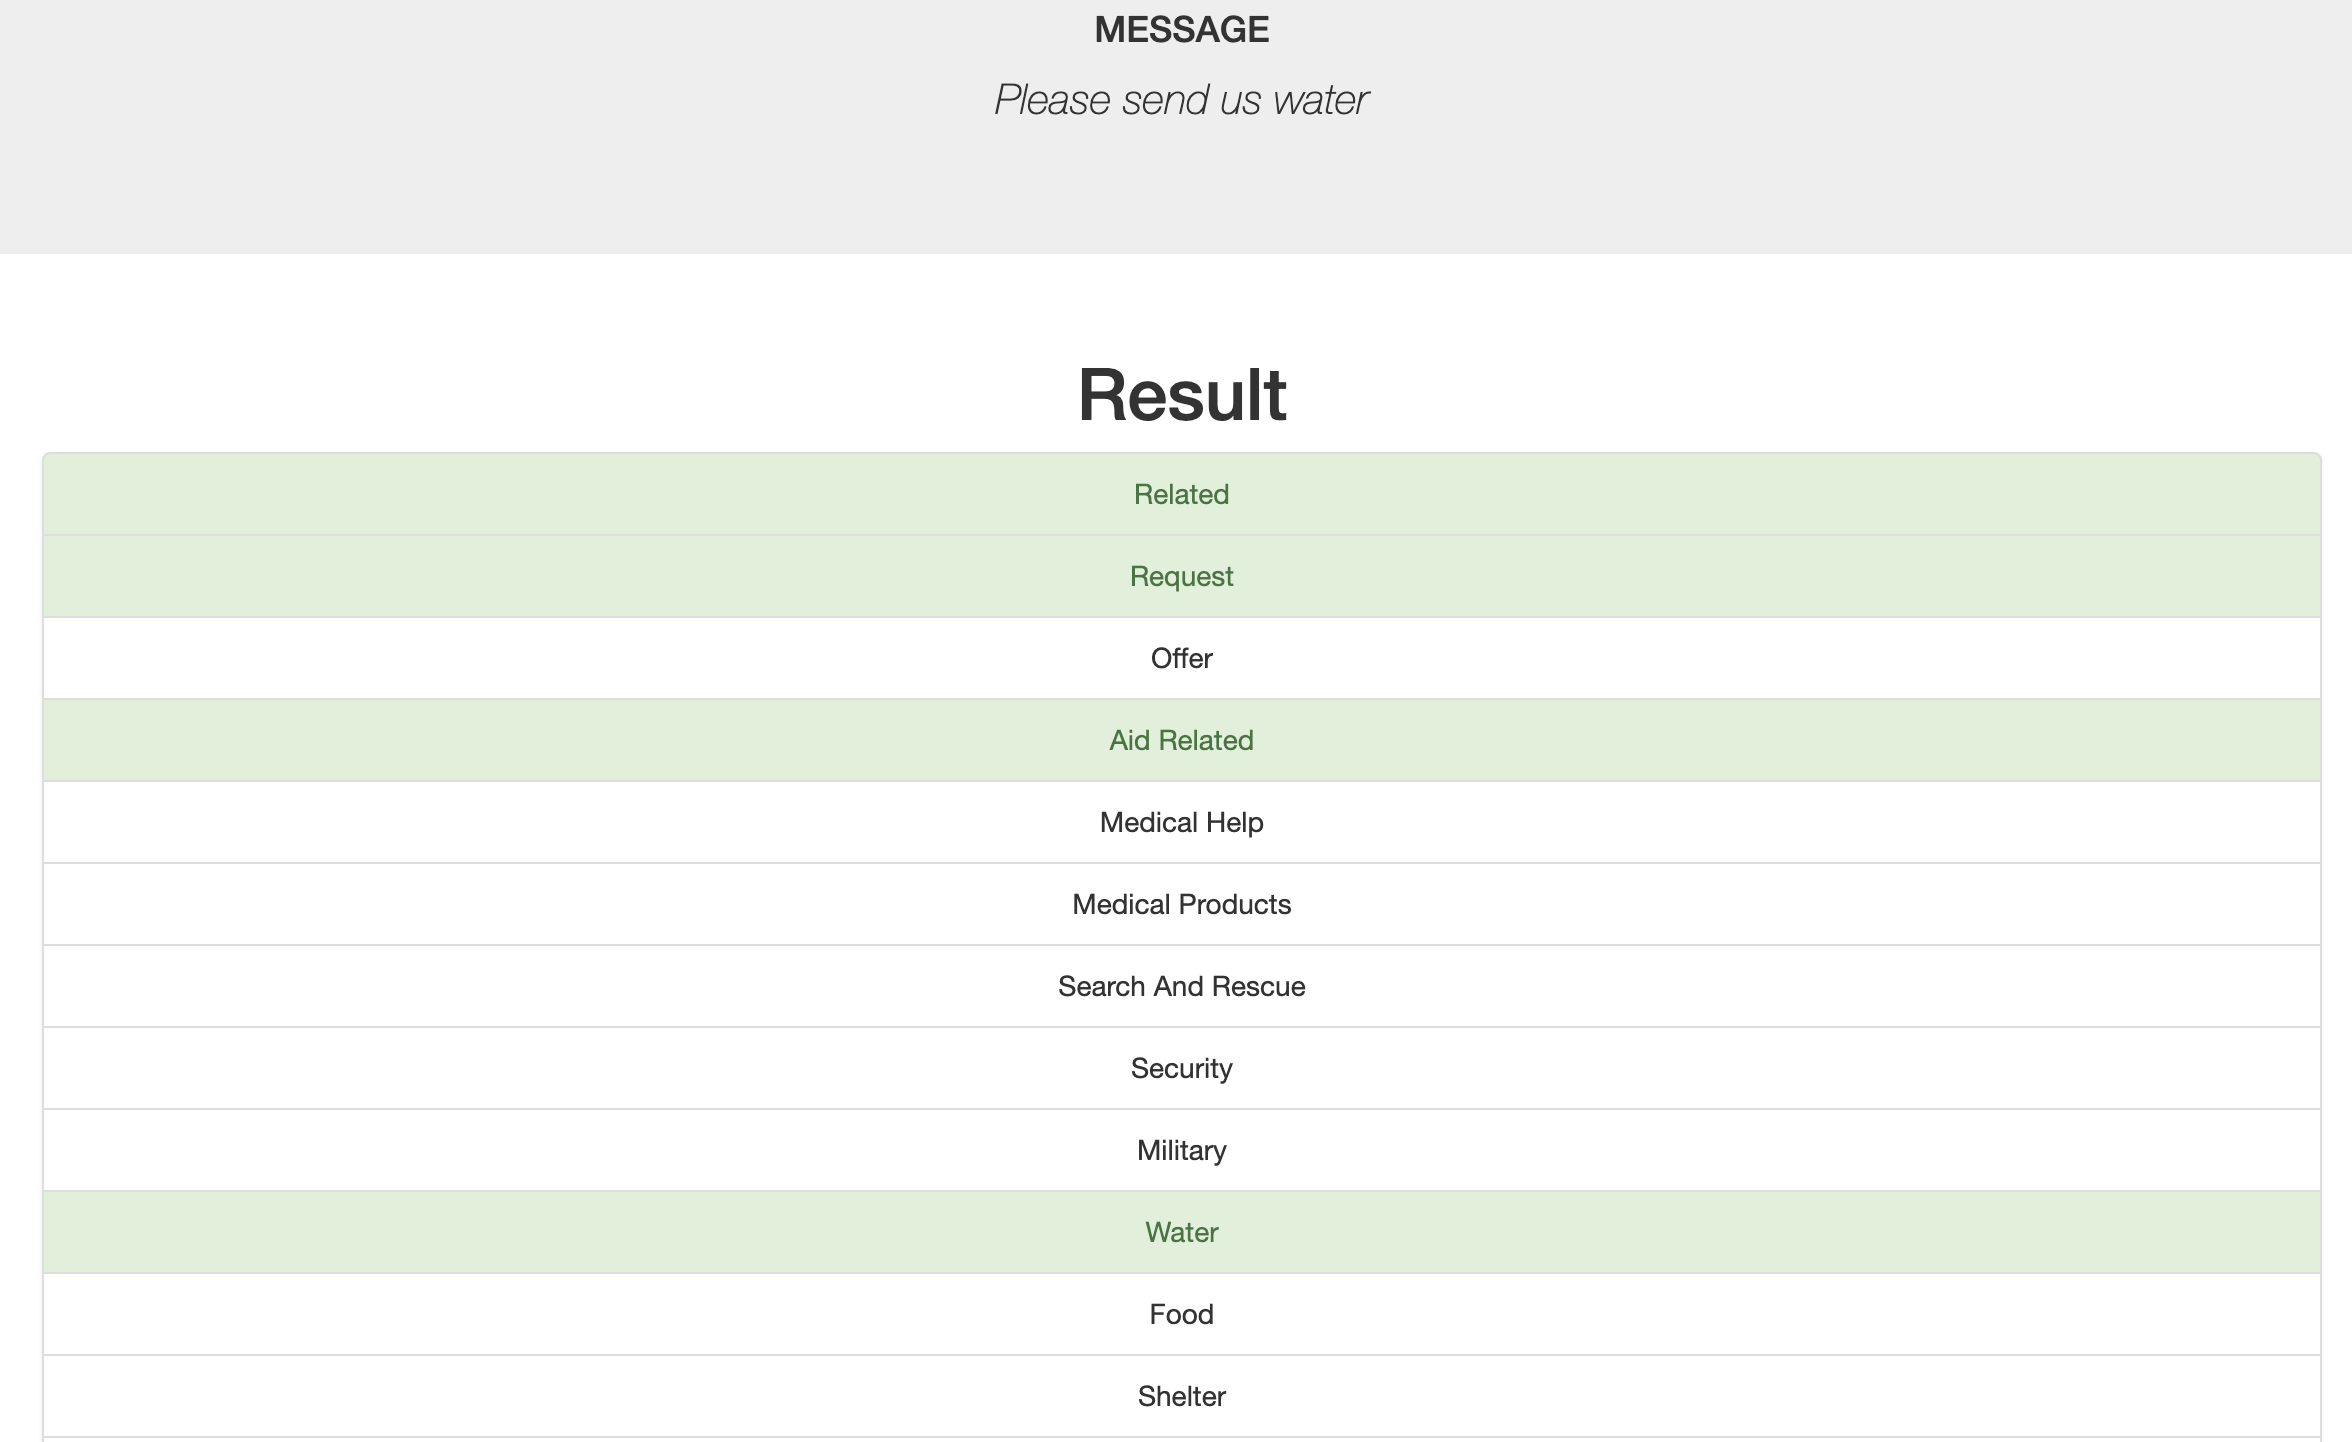 MESSAGE
Please send us water
Result
Related
Request
Offer
Aid Related
Medical Help
Medical Products
Search And Rescue
Security
Military
Water
Food
Shelter